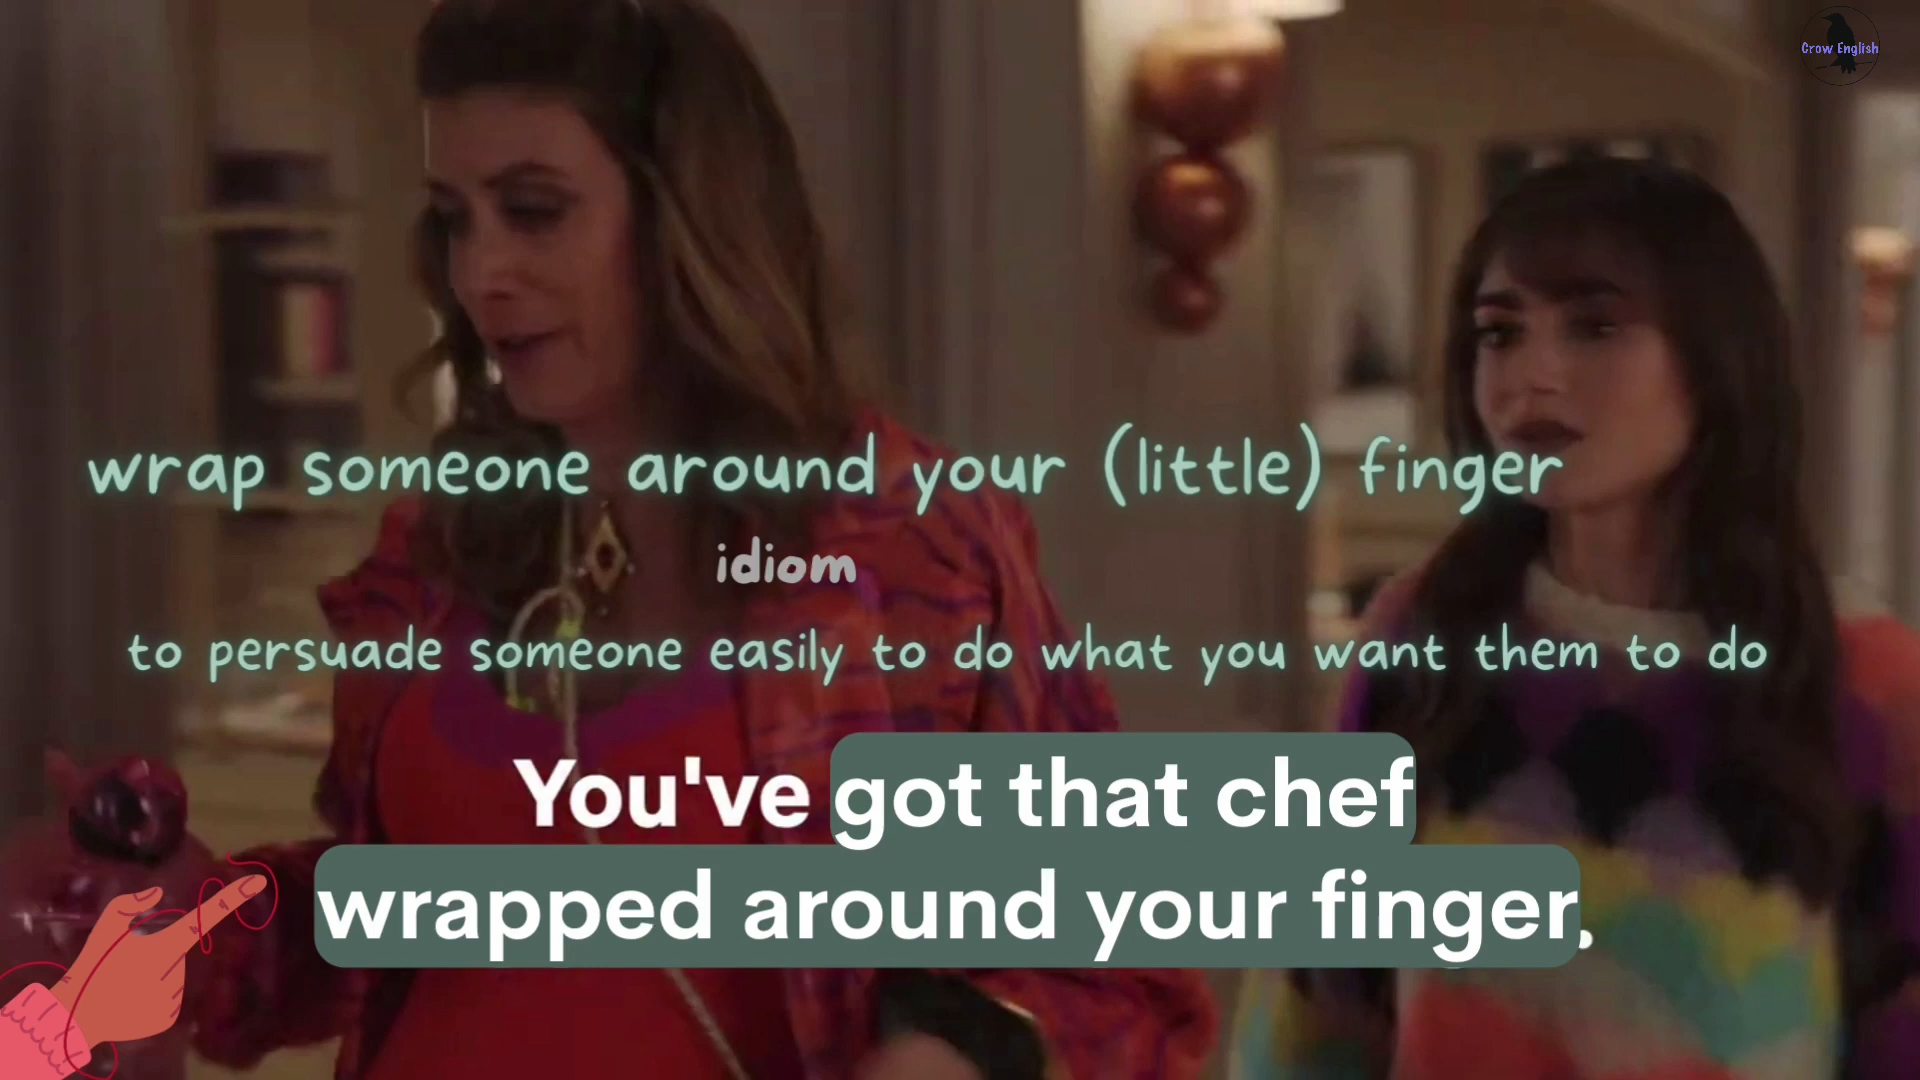 Crow English
wrap someone around your (little) finger
idiom
to persuade someone easily to do what you want them to do
You've got that chef
wrapped around your finger,